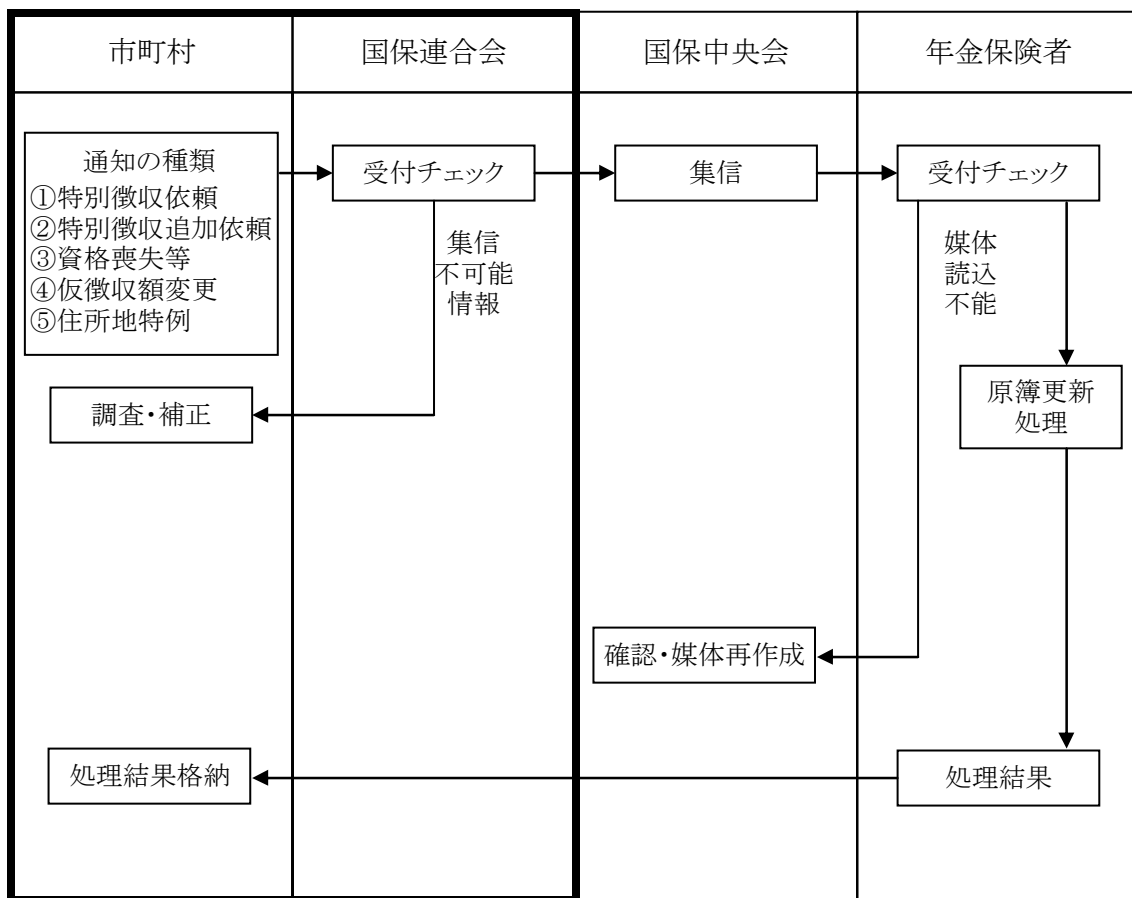 市町村
国保連合会
国保中央会
年金保険者
通知の種類
①特別徴収依頼
②特別徴収追加依頼
③資格喪失等
④仮徴収額変更
⑤住所地特例
受付チェック
集信
受付チェック
集信
不可能
情報
媒体
読込
不能
調査・補正
原簿更新
処理
確認・媒体再作成
処理結果格納
処理結果